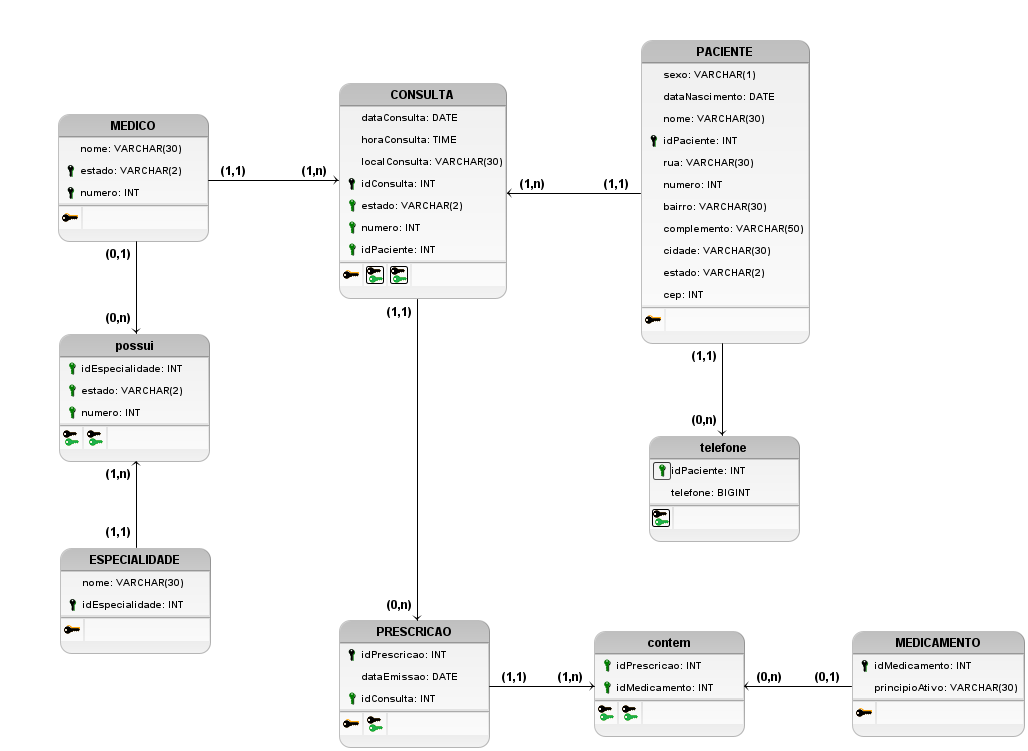 PACIENTE
sexo: VARCHAR(1)
dataNascimento: DATE
nome: VARCHAR(30)
idPaciente: INT
rua: VARCHAR(30)
numero: INT
bairro: VARCHAR(30)
complemento: VARCHAR(50)
cidade: VARCHAR(30)
estado: VARCHAR(2)
cep: INT
CONSULTA
dataConsulta: DATE
horaConsulta: TIME
localConsulta: VARCHAR(30)
idConsulta: INT
estado: VARCHAR(2)
numero: INT
idPaciente: INT
MEDICO
nome: VARCHAR(30)
estado: VARCHAR(2)
numero: INT
(1,1)
(1,n)
(1,n)
(1,1)
(0,1)
(0,n)
possui
idEspecialidade: INT
estado: VARCHAR(2)
numero: INT
(1,n)
(1,1)
ESPECIALIDADE
nome: VARCHAR(30)
idEspecialidade: INT
(1,1)
(0,n)
(1,1)
(0,n)
telefone
idPaciente: INT
telefone: BIGINT
PRESCRICAO
idPrescricao: INT
dataEmissao: DATE
idConsulta: INT
(1,1)
(1,n)
contem
idPrescricao: INT
idMedicamento: INT
(0,n)
(0,1)
MEDICAMENTO
idMedicamento: INT
principioAtivo: VARCHAR(30)